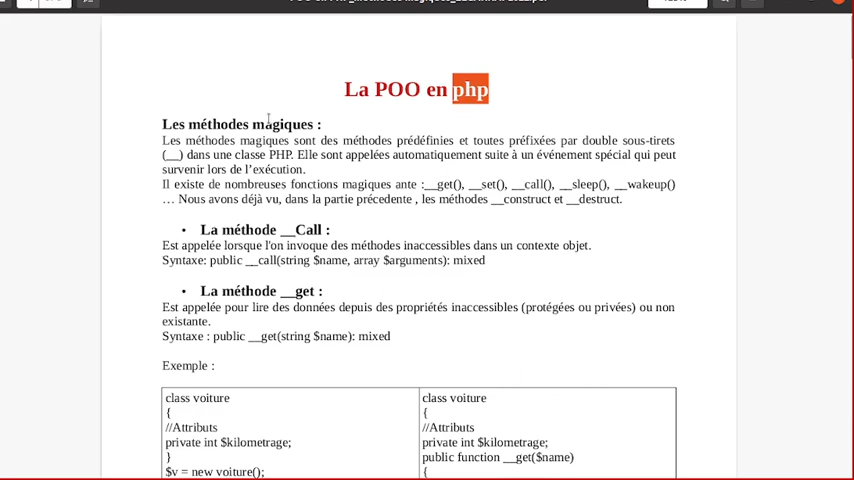 La POO en php
Les méthodes magiques :
Les méthodes magiques sont des méthodes prédéfinies et toutes préfixées par double sous-tirets
(__) dans une classe PHP. Elle sont appelées automatiquement suite à un événement spécial qui peut
survenir lors de l'exécution.
Il existe de nombreuses fonctions magiques ante :__get(), __set(), __call(), __sleep(), __wakeup()
… Nous avons déjà vu, dans la partie précedente , les méthodes __construct et __destruct.
• La méthode __Call :
Est appelée lorsque l'on invoque des méthodes inaccessibles dans un contexte objet.
Syntaxe: public __call(string $name, array $arguments): mixed
• La méthode __get :
Est appelée pour lire des données depuis des propriétés inaccessibles (protégées ou privées) ou non
existante.
Syntaxe : public __get(string $name): mixed
Exemple :
class voiture
{
//Attributs
private int $kilometrage;
}
$v = new voiture();
class voiture
{
//Attributs
private int $kilometrage;
public function __get($name)
{